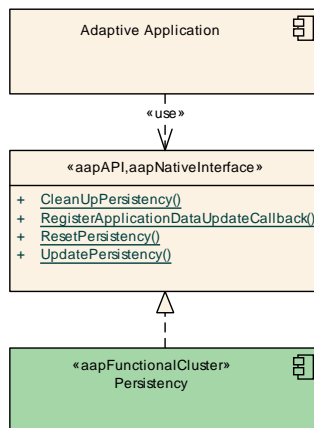 Adaptive Application
«use»
«aapAPI,aapNativeInterface»
+ CleanUpPersistency()
+ RegisterApplicationDataUpdateCallback()
+ ResetPersistency()
+ UpdatePersistency()
«aapFunctionalCluster»
Persistency